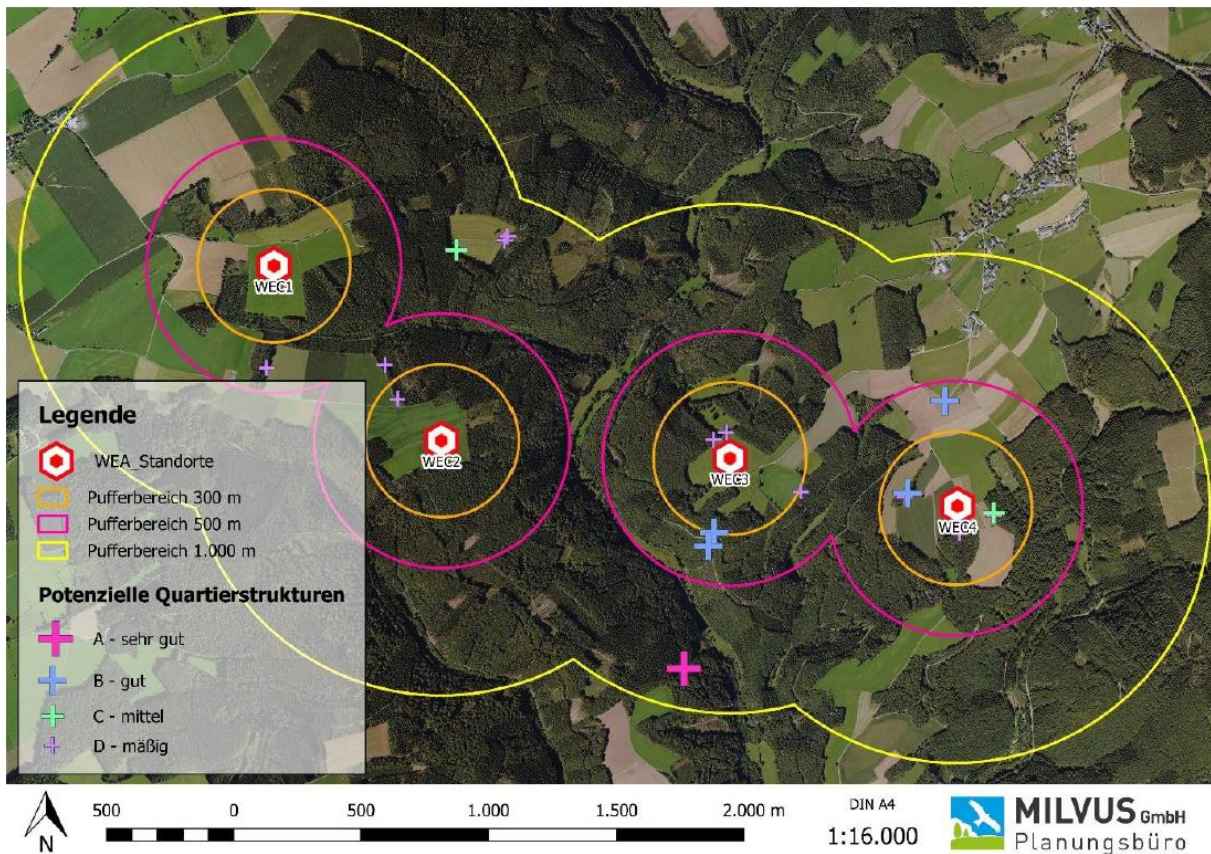 WEC1
WEC2
WEC3
WEC4
Legende
WEA_Standorte
Pufferbereich 300 m
Pufferbereich 500 m
Pufferbereich 1.000 m
Potenzielle Quartierstrukturen
A - sehr gut
B - gut
C - mittel
D - mäßig
N
500 0 500 1.000 1.500 2.000 m
DIN A4
1:16.000
MILVUS GmbH
Planungsbüro